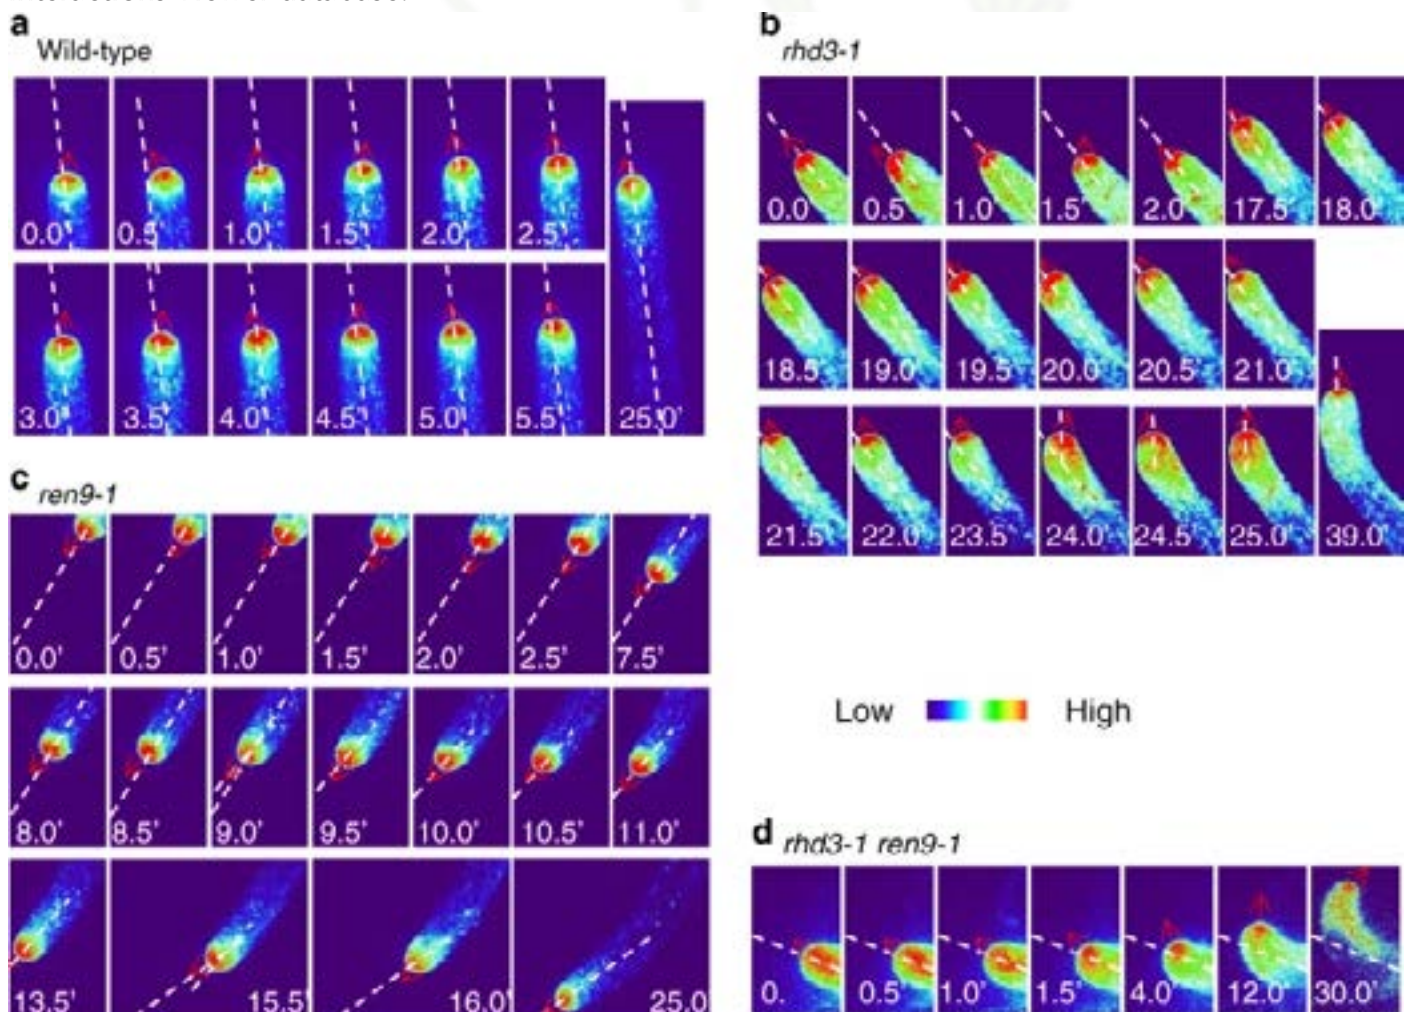 a
Wild-type
0.0' 0.5' 1.0' 1.5' 2.0' 2.5'
3.0' 3.5' 4.0' 4.5' 5.0' 5.5' 25.0'
b
rhd3-1
0.0' 0.5' 1.0' 1.5' 2.0' 17.5' 18.0'
18.5' 19.0' 19.5' 20.0' 20.5' 21.0'
21.5' 22.0' 23.5' 24.0' 24.5' 25.0' 39.0'
c
ren9-1
0.0' 0.5' 1.0' 1.5' 2.0' 2.5' 7.5'
8.0' 8.5' 9.0' 9.5' 10.0' 10.5' 11.0'
13.5' 15.5' 16.0' 25.0
Low High
d
rhd3-1 ren9-1
0. 0.5' 1.0' 1.5' 4.0' 12.0' 30.0'